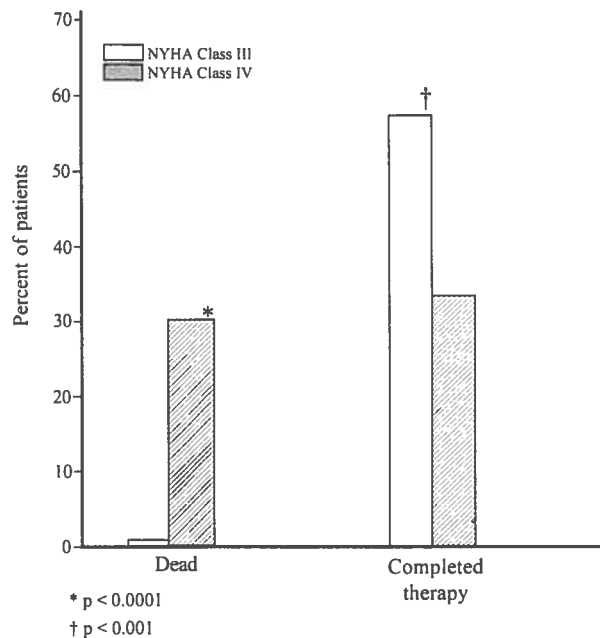 70
NYHA Class III
NYHA Class IV
60
50
40
30
20
10
0
Percent of patients
†
*
Dead
Completed
therapy
* p < 0.0001
† p < 0.001